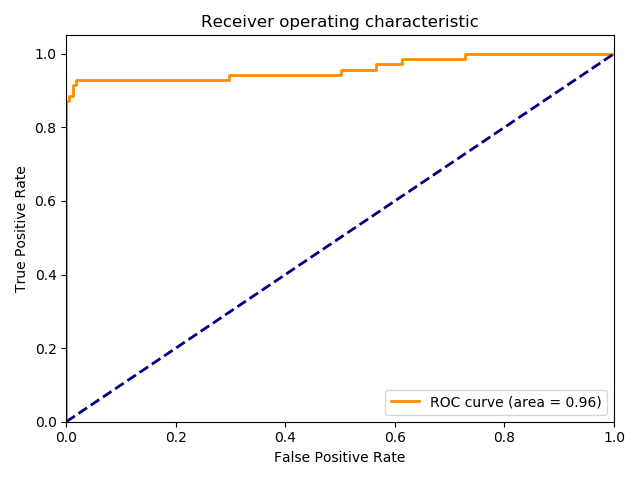 Receiver operating characteristic
True Positive Rate
1.0
0.8
0.6
0.4
0.2
0.0
ROC curve (area = 0.96)
0.0 0.2 0.4 0.6 0.8 1.0
False Positive Rate